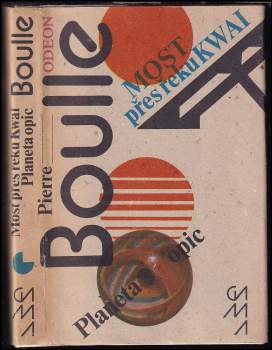 Most přes řeku Kwai
Planeta opic
Boulle
ODEON
Pierre
Boulle
MOST
přes řeku KWAI
Planeta opic